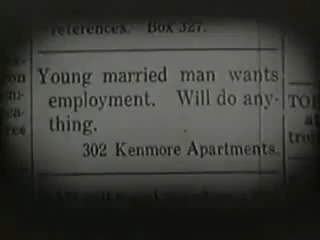 references. Box 327.
Young married man wants
employment. Will do any-
thing.
302 Kenmore Apartments.